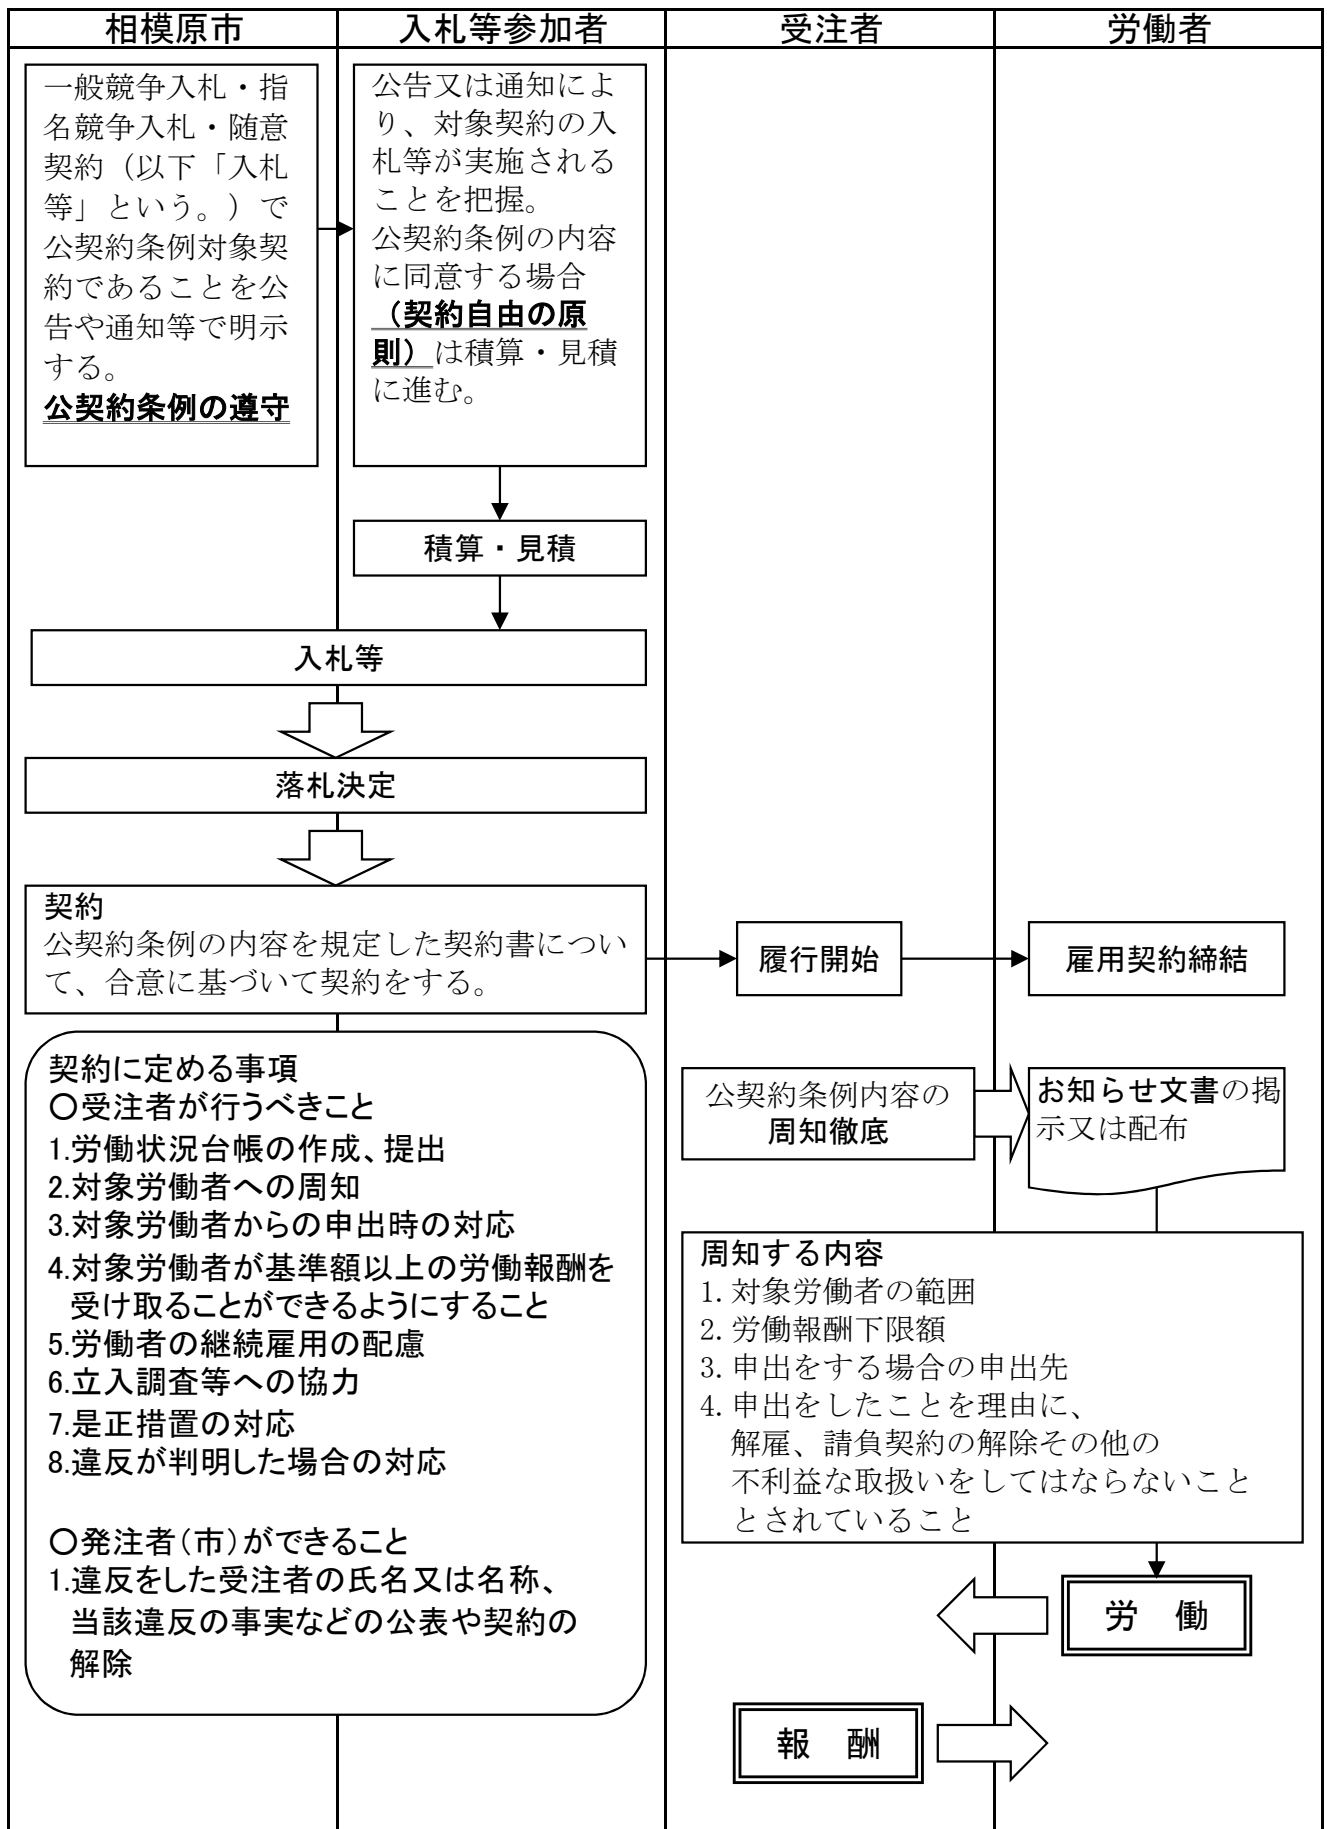 相模原市
入札等参加者
受注者
労働者
一般競争入札・指
名競争入札・随意
契約（以下「入札
等」という。）で
公契約条例対象契
約であることを公
告や通知等で明示
する。
公契約条例の遵守
公告又は通知によ
り、対象契約の入
札等が実施される
ことを把握。
公契約条例の内容
に同意する場合
（契約自由の原
則）は積算・見積
に進む。
積算・見積
入札等
落札決定
契約
公契約条例の内容を規定した契約書につい
て、合意に基づいて契約をする。
履行開始
雇用契約締結
契約に定める事項
○受注者が行うべきこと
1.労働状況台帳の作成、提出
2.対象労働者への周知
3.対象労働者からの申出時の対応
4.対象労働者が基準額以上の労働報酬を
受け取ることができるようにすること
5.労働者の継続雇用の配慮
6.立入調査等への協力
7.是正措置の対応
8.違反が判明した場合の対応
○発注者（市）ができること
1.違反をした受注者の氏名又は名称、
当該違反の事実などの公表や契約の
解除
公契約条例内容の
周知徹底
お知らせ文書の掲
示又は配布
周知する内容
1.対象労働者の範囲
2.労働報酬下限額
3.申出をする場合の申出先
4.申出をしたことを理由に、
解雇、請負契約の解除その他の
不利益な取扱いをしてはならないこと
とされていること
労　働
報　酬